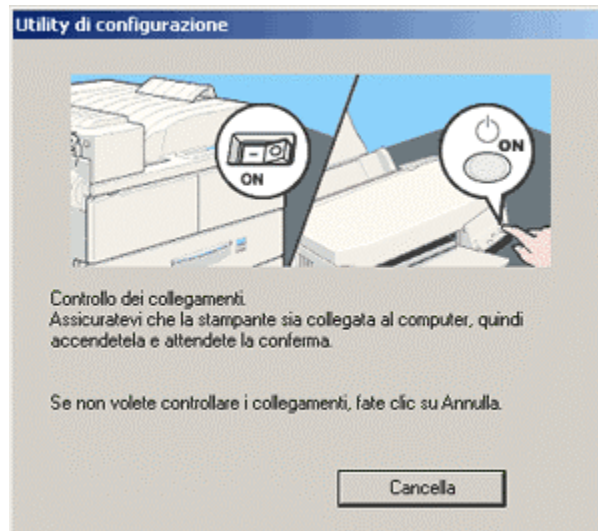 Utility di configurazione
ON
ON
Controllo dei collegamenti.
Assicuratevi che la stampante sia collegata al computer, quindi
accendetela e attendete la conferma.
Se non volete controllare i collegamenti, fate clic su Annulla.
Cancella